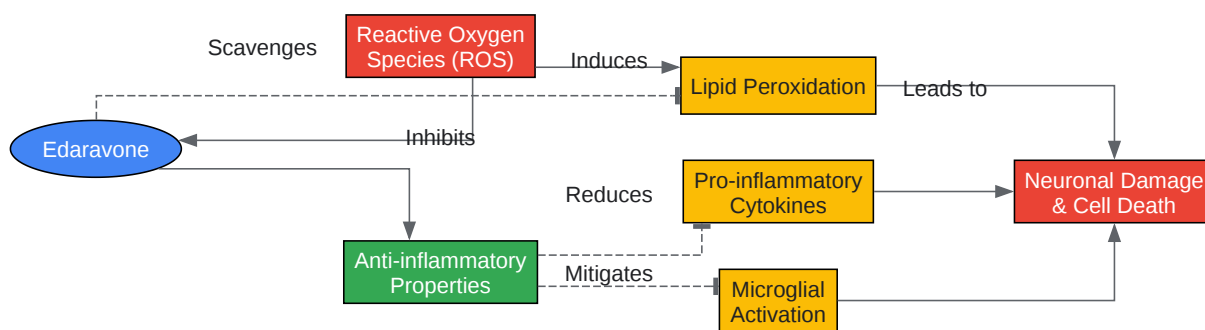 Scavenges
Reactive Oxygen
Species (ROS)
Induces
Lipid Peroxidation
Leads to
Edaravone
Inhibits
Pro-inflammatory
Cytokines
Reduces
Neuronal Damage
& Cell Death
Anti-inflammatory
Properties
Mitigates
Microglial
Activation